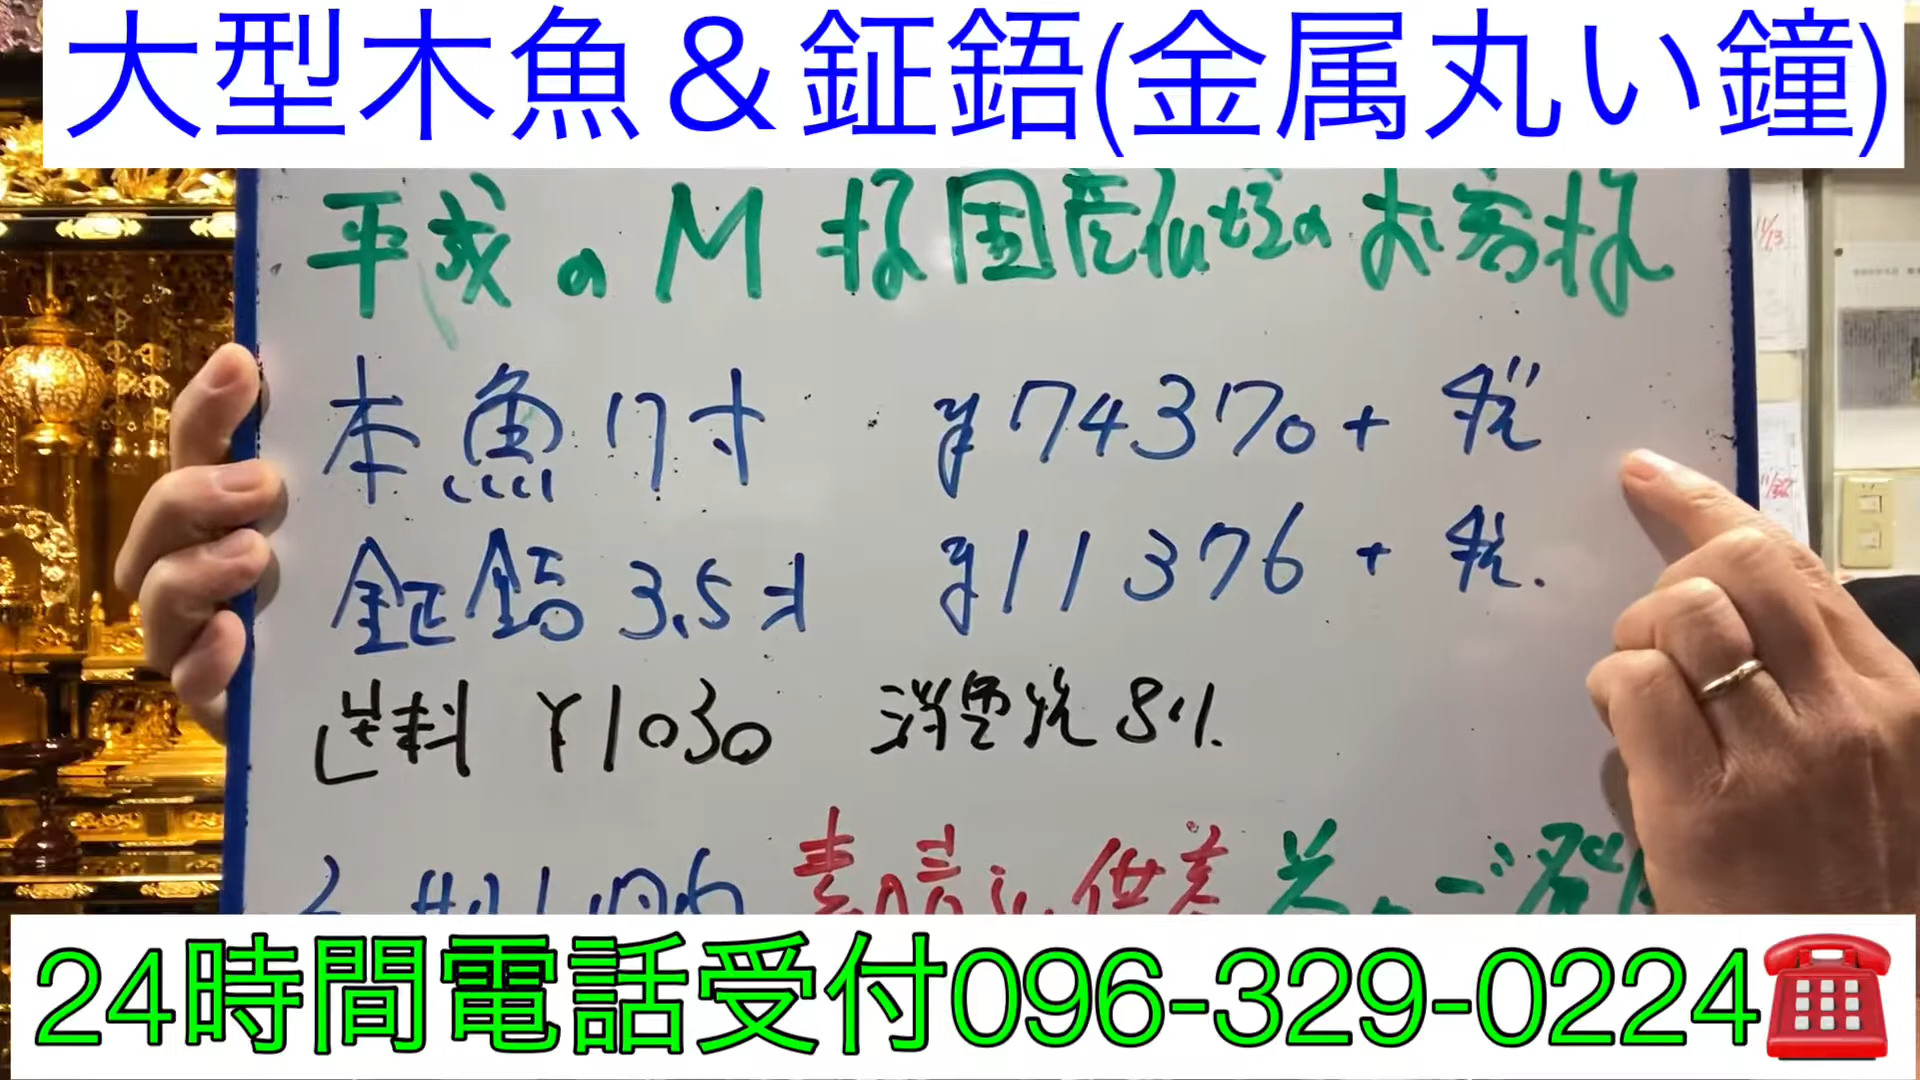 大型木魚&鉦鋙(金属丸い鐘)
平成のM様国産仏壇のお客様
木魚17寸 ¥74370+ぜい
鉦鋙3.5寸 ¥11376+税.
送料 ¥1030 消費税8%
24時間電話受付096-329-0224